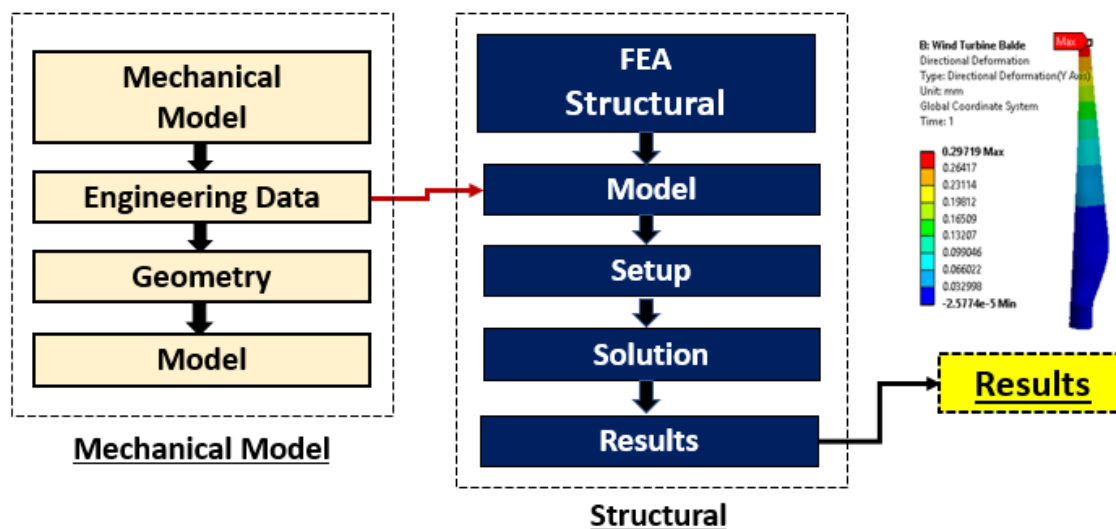 Mechanical
Model
Engineering Data
Geometry
Model
Mechanical Model
FEA
Structural
Model
Setup
Solution
Results
Structural
B: Wind Turbine Balde
Directional Deformation
Type: Directional Deformation(Y Axis)
Unit: mm
Global Coordinate System
Time: 1
Max
0.29719 Max
0.26417
0.23114
0.19812
0.16509
0.13207
0.099046
0.066022
0.032998
-2.5774e-5 Min
Results